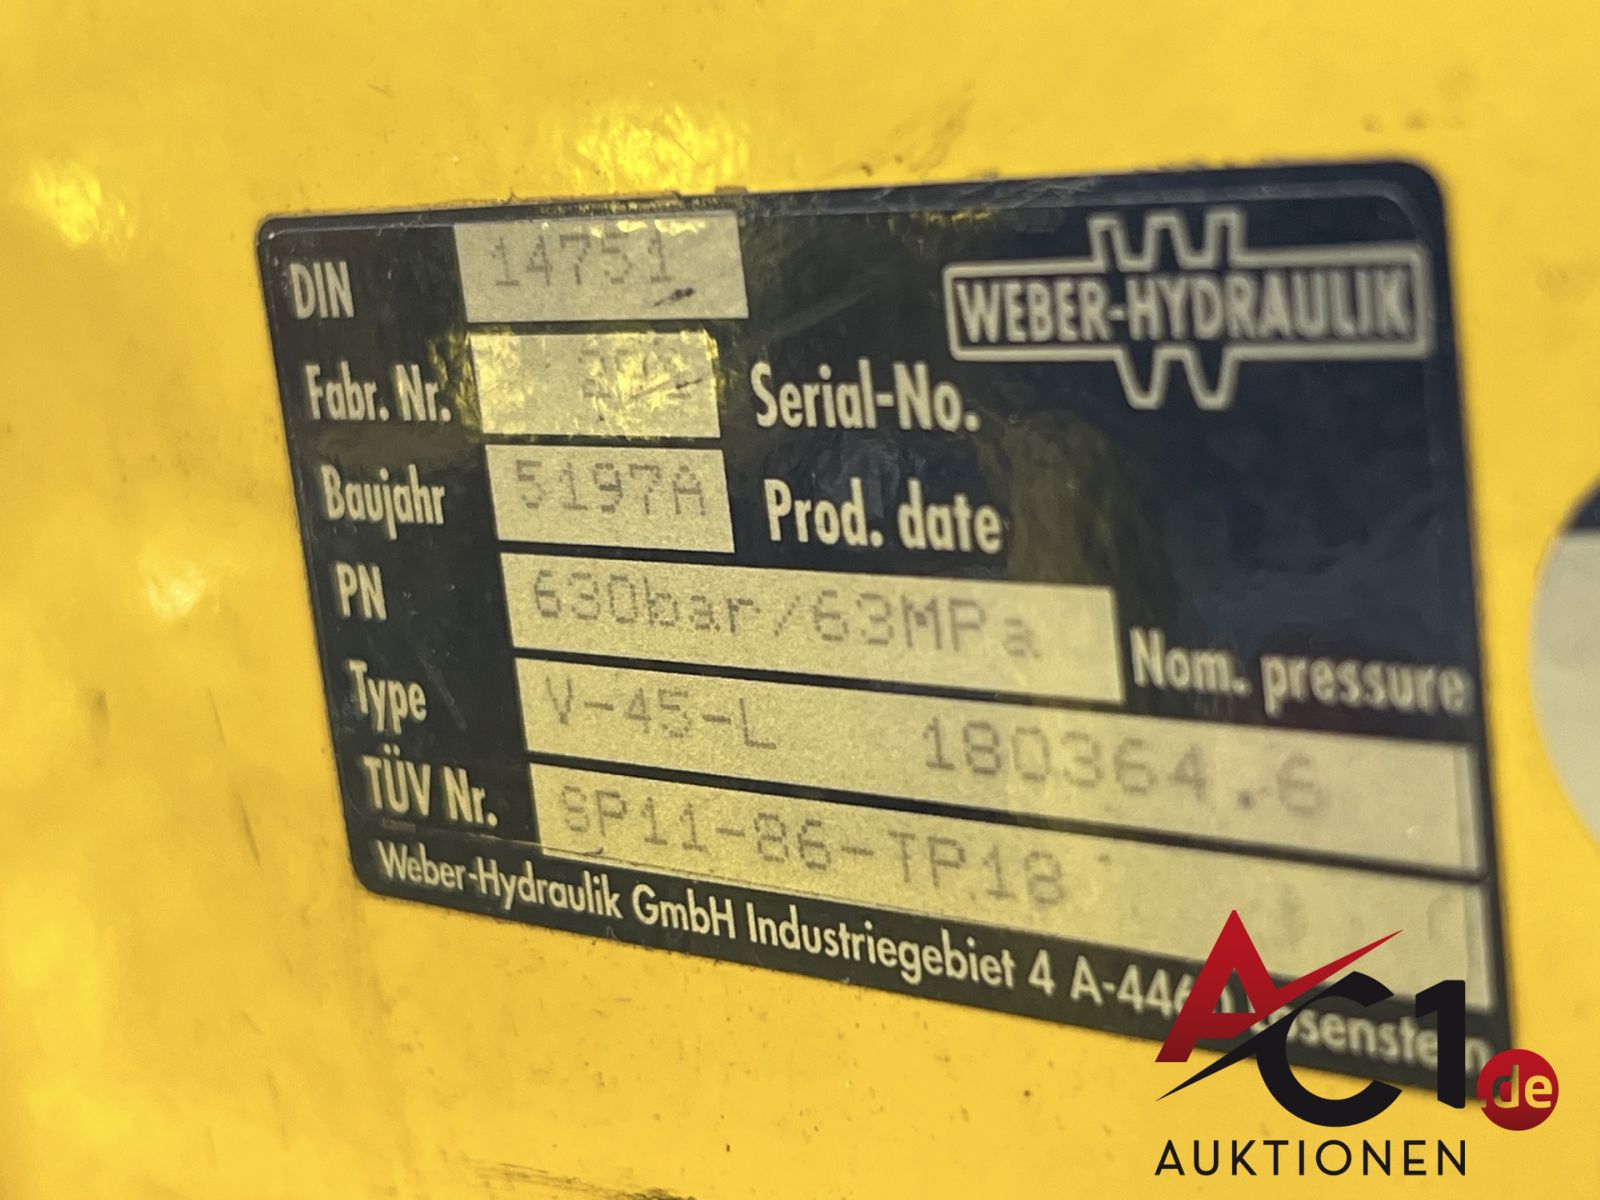 DIN 14751
WEBER-HYDRAULIK
Fabr. Nr. Serial-No.
Baujahr 5197A Prod. date
PN 630bar/63MPa Nom. pressure
Type V-45-L 180364.6
TÜV Nr. SP11-86-TP18
Weber-Hydraulik GmbH Industriegebiet 4
AC1.de
AUKTIONEN